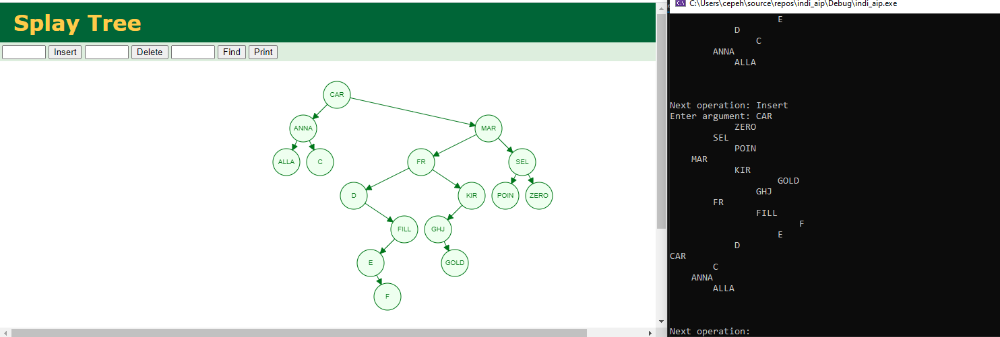 Splay Tree
Insert Delete Find Print
CAR
ANNA MAR
ALLA C FR SEL
D KIR POIN ZERO
FILL GHJ
E GOLD
F
C:\Users\cepeh\source\repos\indi_aip\Debug\indi_aip.exe
E
D
C
ANNA
ALLA
Next operation: Insert
Enter argument: CAR
ZERO
SEL
POIN
MAR
KIR
GOLD
GHJ
FR
FILL
F
E
D
CAR
C
ANNA
ALLA
Next operation: